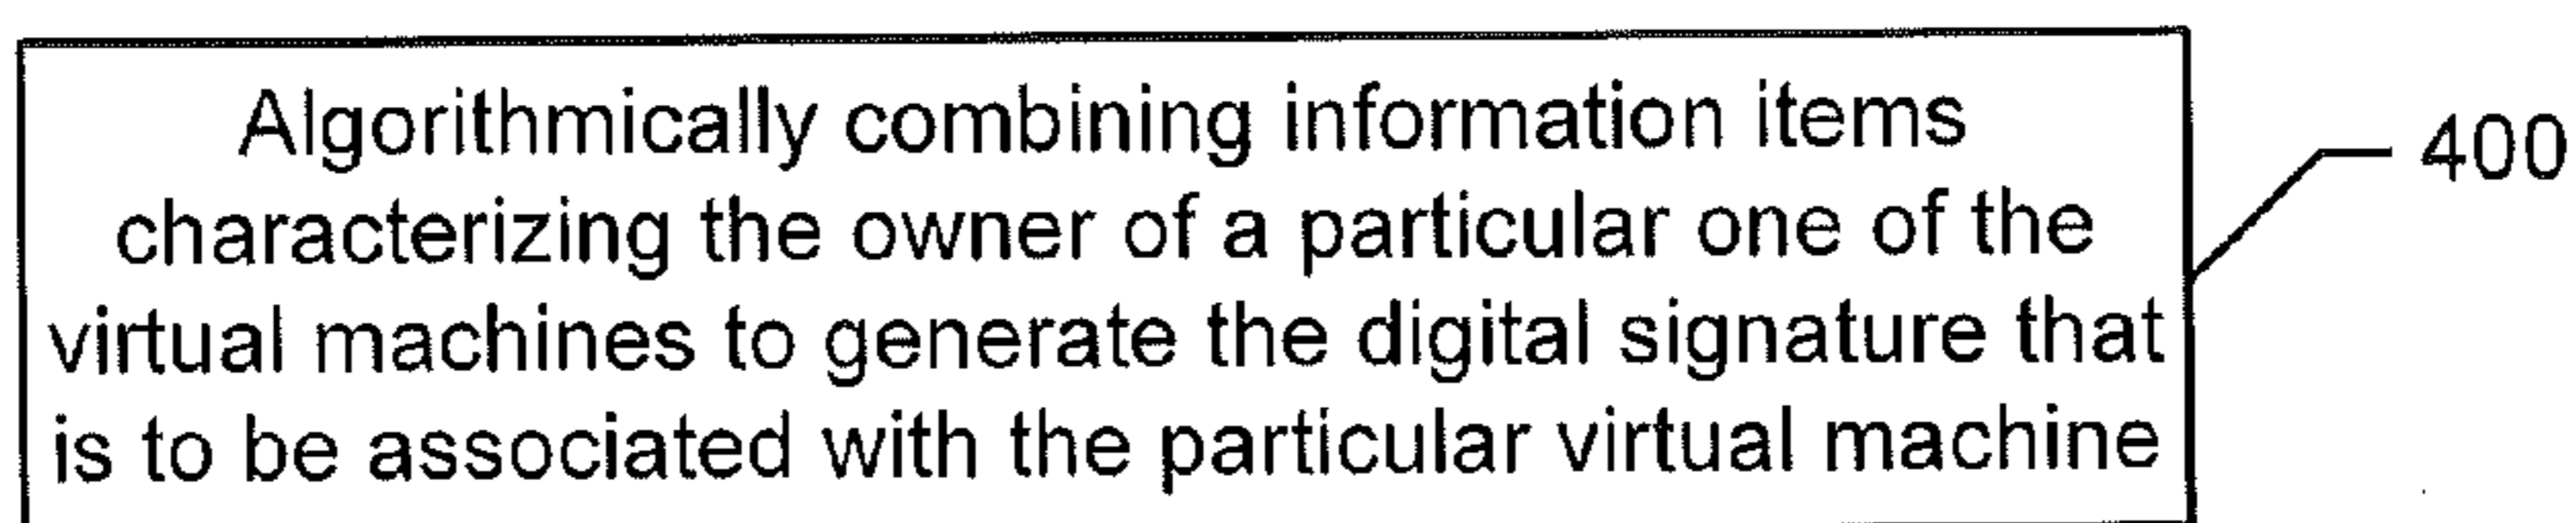 Algorithmically combining information items
characterizing the owner of a particular one of the
virtual machines to generate the digital signature that
is to be associated with the particular virtual machine
400